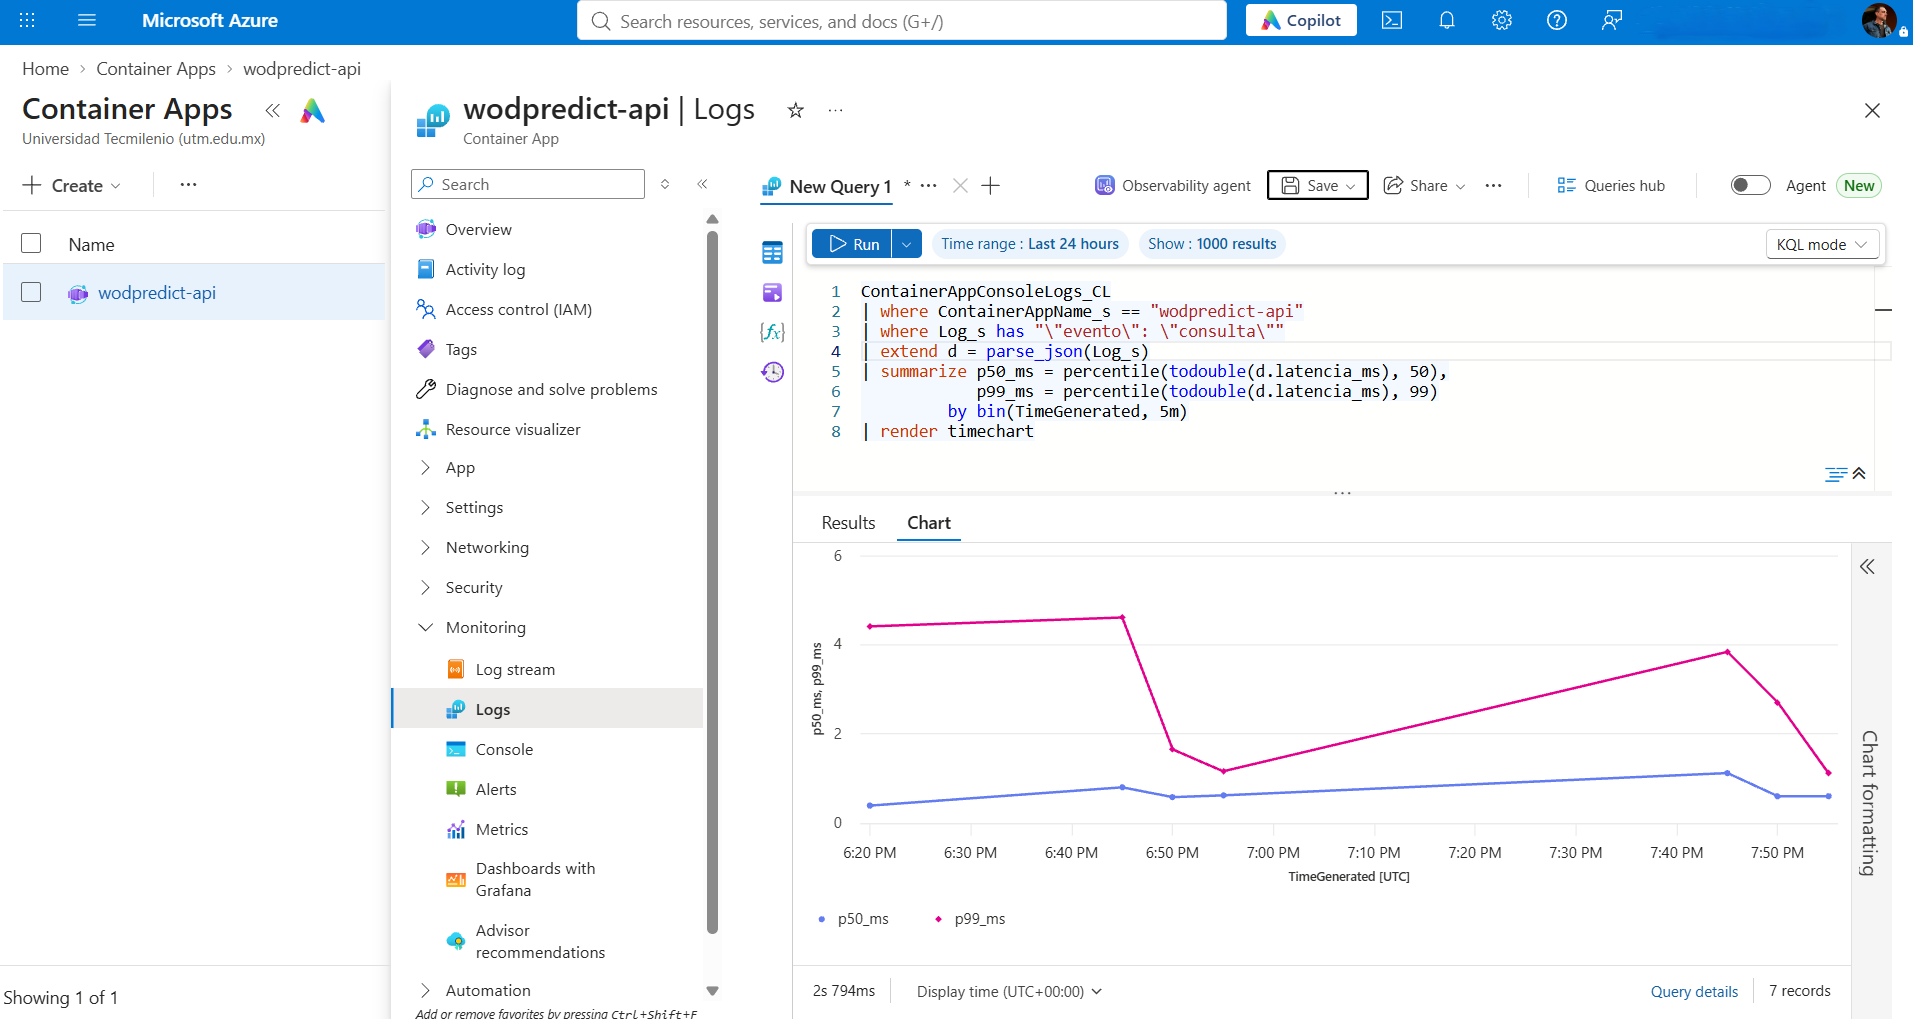 Microsoft Azure
Search resources, services, and docs (G+/)
Copilot
Home > Container Apps > wodpredict-api
Container Apps
Universidad Tecmilenio (utm.edu.mx)
Create
...
Name
wodpredict-api
Showing 1 of 1
wodpredict-api | Logs
...
Container App
Search
Overview
Activity log
Access control (IAM)
Tags
Diagnose and solve problems
Resource visualizer
App
Settings
Networking
Security
Monitoring
Log stream
Logs
Console
Alerts
Metrics
Dashboards with
Grafana
Advisor
recommendations
Automation
Add or remove favorites by pressing Ctrl+Shift+F
New Query 1 * ...
Observability agent
Save
Share
...
Queries hub
Agent
New
Run
Time range : Last 24 hours
Show : 1000 results
KQL mode
1 ContainerAppConsoleLogs_CL
2 | where ContainerAppName_s == "wodpredict-api"
3 | where Log_s has "\"evento\": \"consulta\""
4 | extend d = parse_json(Log_s)
5 | summarize p50_ms = percentile(todouble(d.latencia_ms), 50),
6 p99_ms = percentile(todouble(d.latencia_ms), 99)
7 by bin(TimeGenerated, 5m)
8 | render timechart
...
Results
Chart
6
4
2
0
p50_ms, p99_ms
6:20 PM 6:30 PM 6:40 PM 6:50 PM 7:00 PM 7:10 PM 7:20 PM 7:30 PM 7:40 PM 7:50 PM
TimeGenerated [UTC]
p50_ms
p99_ms
Chart formatting
2s 794ms
Display time (UTC+00:00)
Query details
7 records